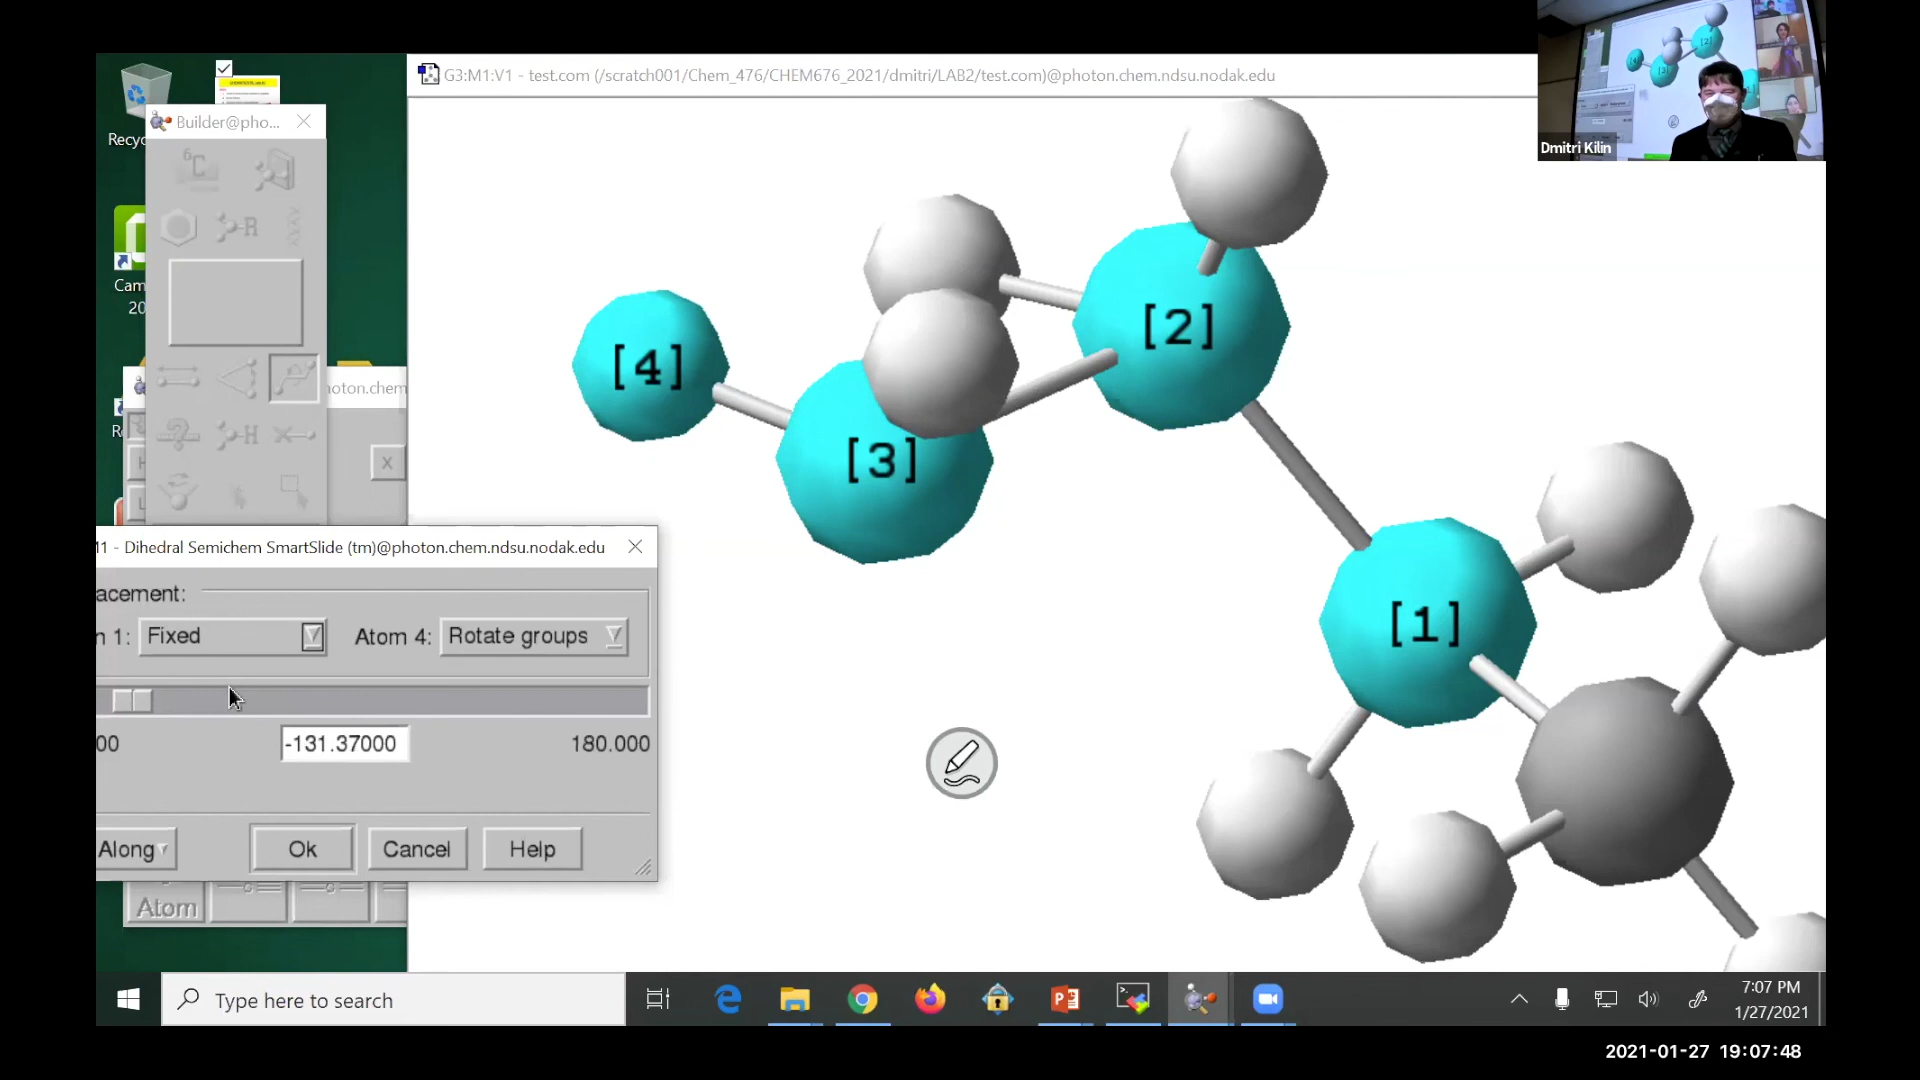 G3:M1:V1 - test.com (/scratch001/Chem_476/CHEM676_2021/dmitri/LAB2/test.com)@photon.chem.ndsu.nodak.edu
Dmitri Kilin
Recyc
Builder@pho...
6C
R
Cam
20
hoton.chem
H
X
[2]
[4]
[3]
[1]
1 - Dihedral Semichem SmartSlide (tm)@photon.chem.ndsu.nodak.edu
acement:
n 1:
Fixed
Atom 4:
Rotate groups
00
-131.37000
180.000
Along
Ok
Cancel
Help
Atom
Type here to search
7:07 PM
1/27/2021
2021-01-27 19:07:48